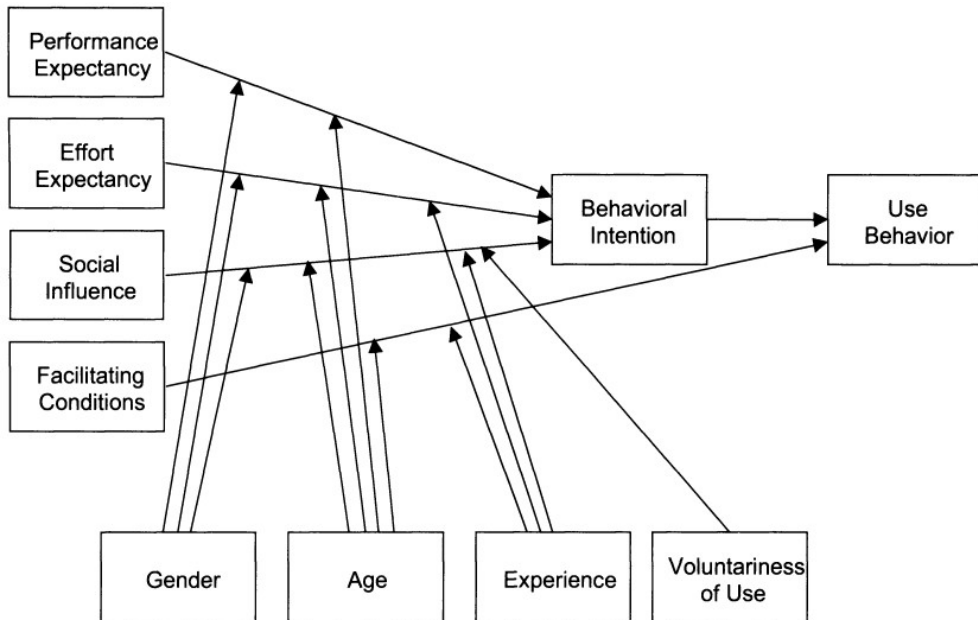 Performance
Expectancy
Effort
Expectancy
Behavioral
Intention
Use
Behavior
Social
Influence
Facilitating
Conditions
Gender
Age
Experience
Voluntariness
of Use